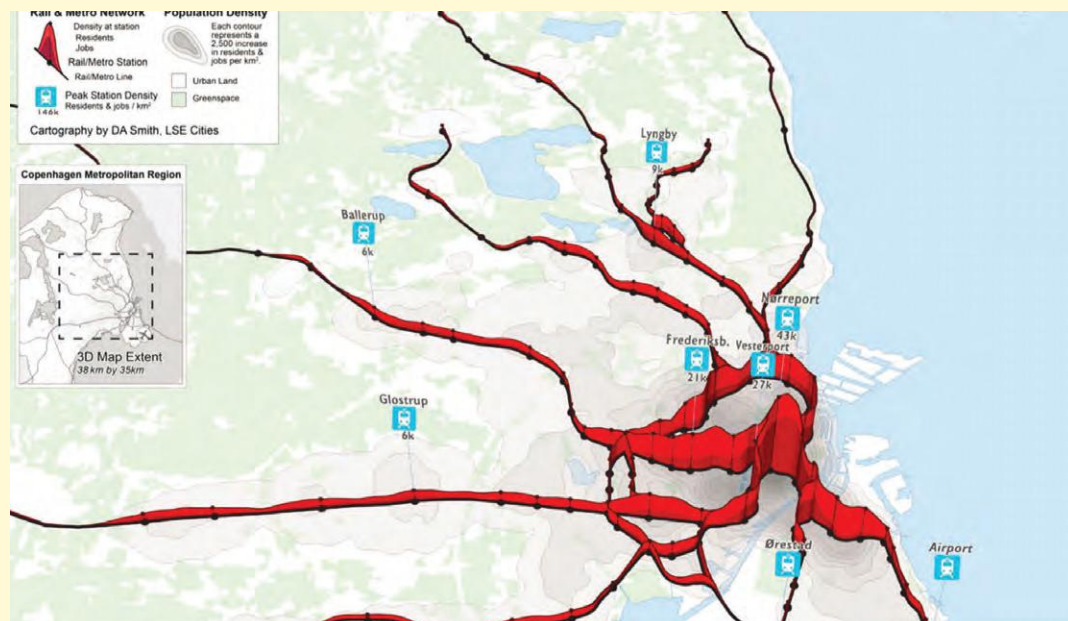 Rail & Metro Network
Density at station
Residents
Jobs
Rail/Metro Station
Rail/Metro Line
Peak Station Density
Residents & jobs / km²
146k
Population Density
Each contour
represents a
2,500 increase
in residents &
jobs per km².
Urban Land
Greenspace
Cartography by DA Smith, LSE Cities
Copenhagen Metropolitan Region
3D Map Extent
38km by 35km
Lyngby
9k
Ballerup
6k
Nørreport
43k
Frederiksb.
21k
Vesterport
27k
Glostrup
6k
Ørestad
Airport